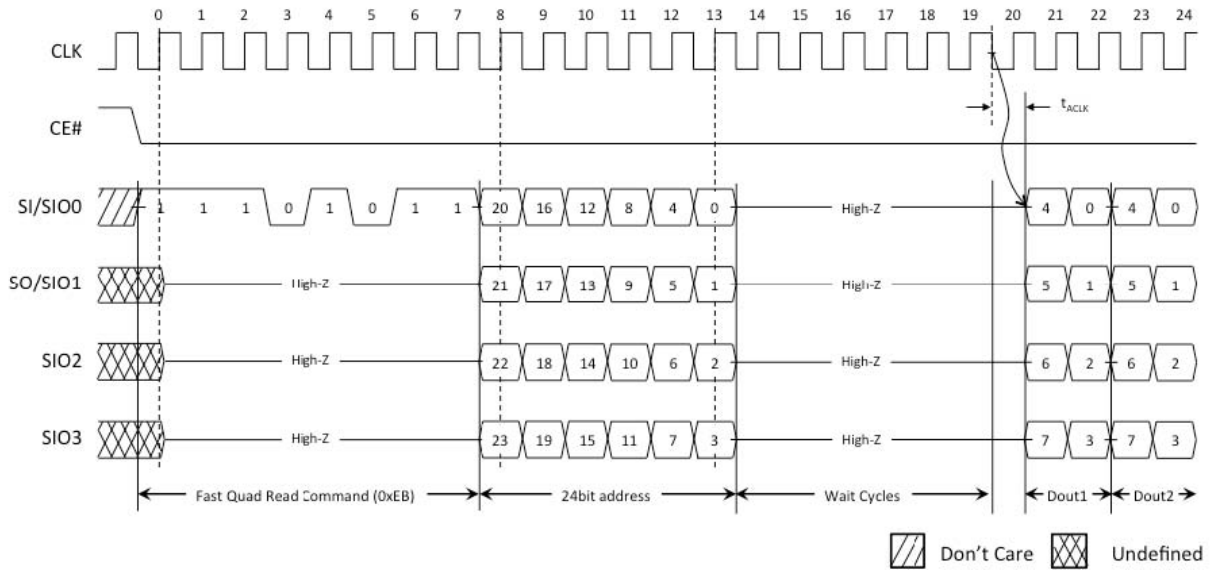 0 1 1 3 4 5 6 7 8 9 10 11 12 13 14 15 16 17 18 19 20 21 22 24
CLK
tACLK
CE#
SI/SIO0 1 1 1 0 1 0 1 1 20 16 12 8 4 0 High-Z 4 0 4 0
SO/SIO1 High-Z 21 17 13 9 5 1 High-Z 5 1 5 1
SIO2 High-Z 22 18 14 10 6 2 High-Z 6 2 6 2
SIO3 High-Z 23 19 15 11 7 3 High-Z 7 3 7 3
Fast Quad Read Command (0xEB) 24bit address Wait Cycles Dout1 Dout2
Don't Care Undefined